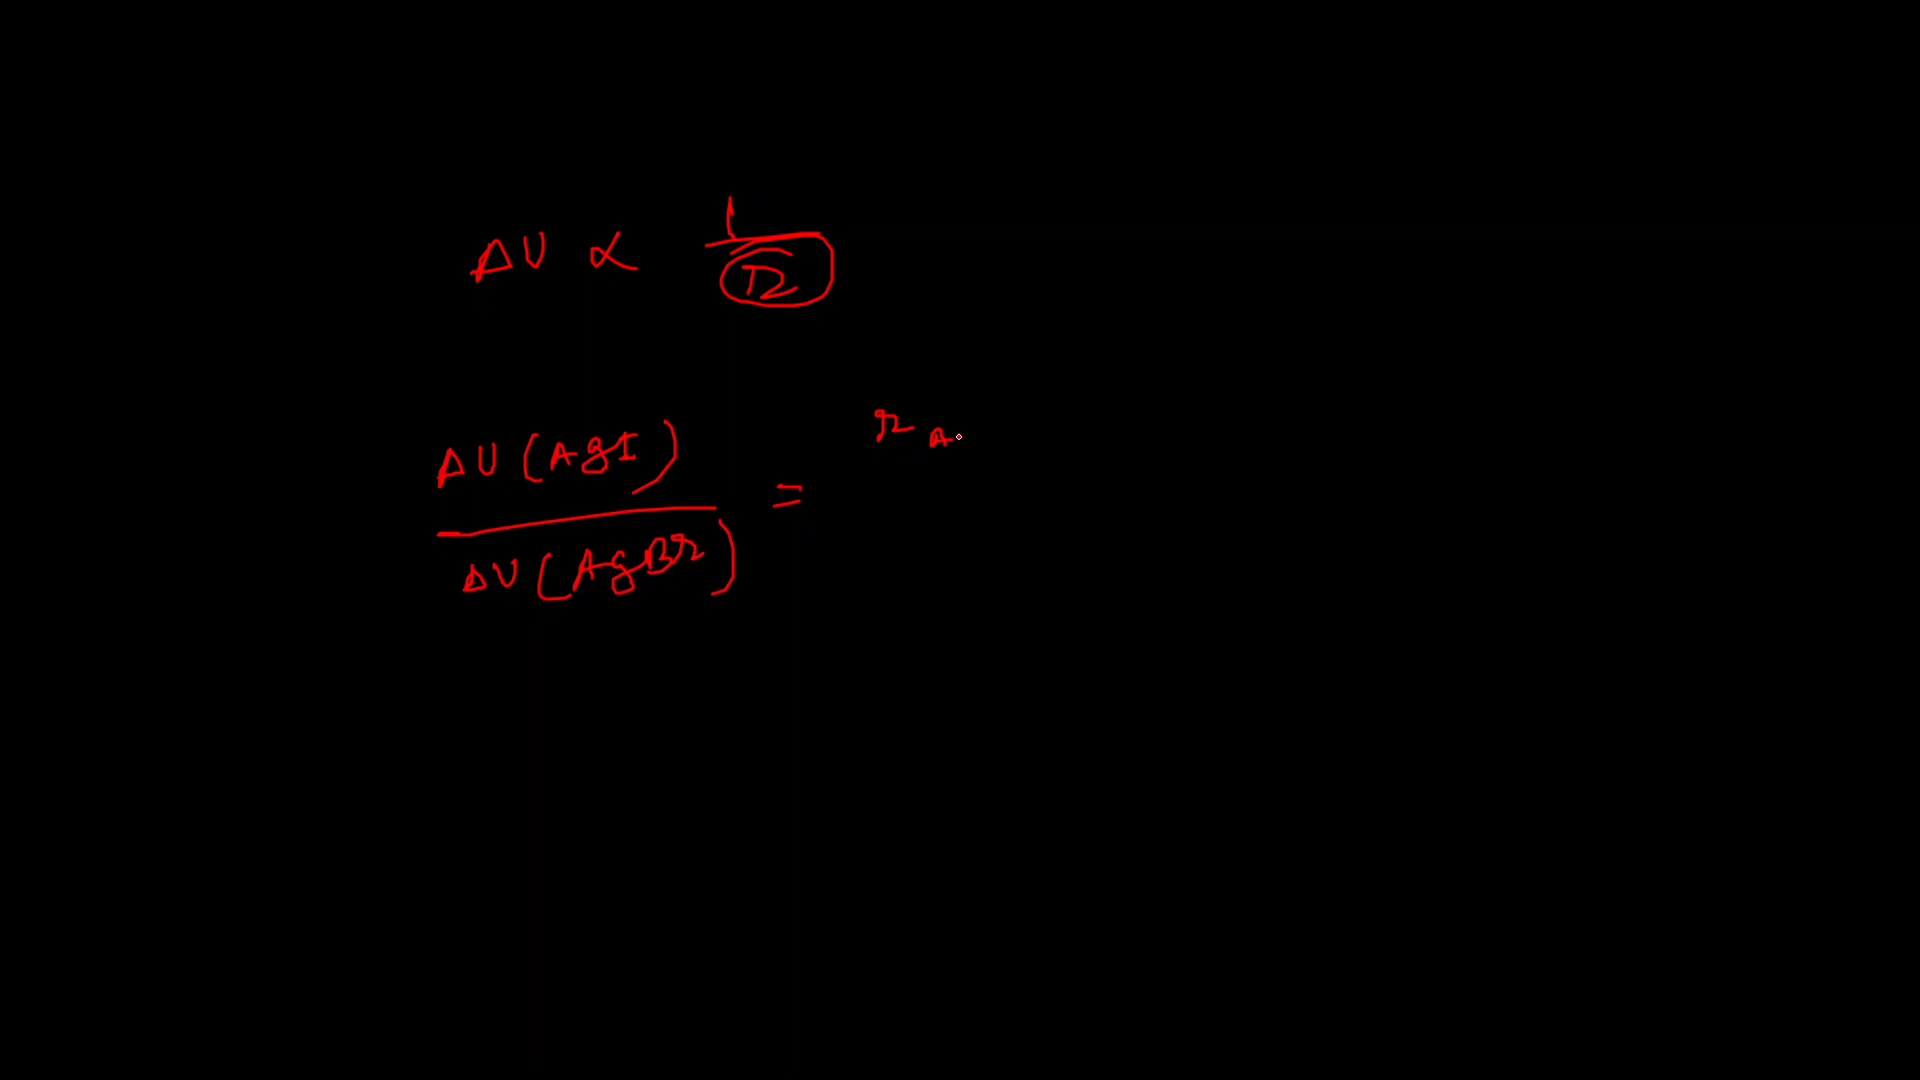 ΔU ∝ 1/r
ΔU(AgI)/ΔU(AgBr) = r A